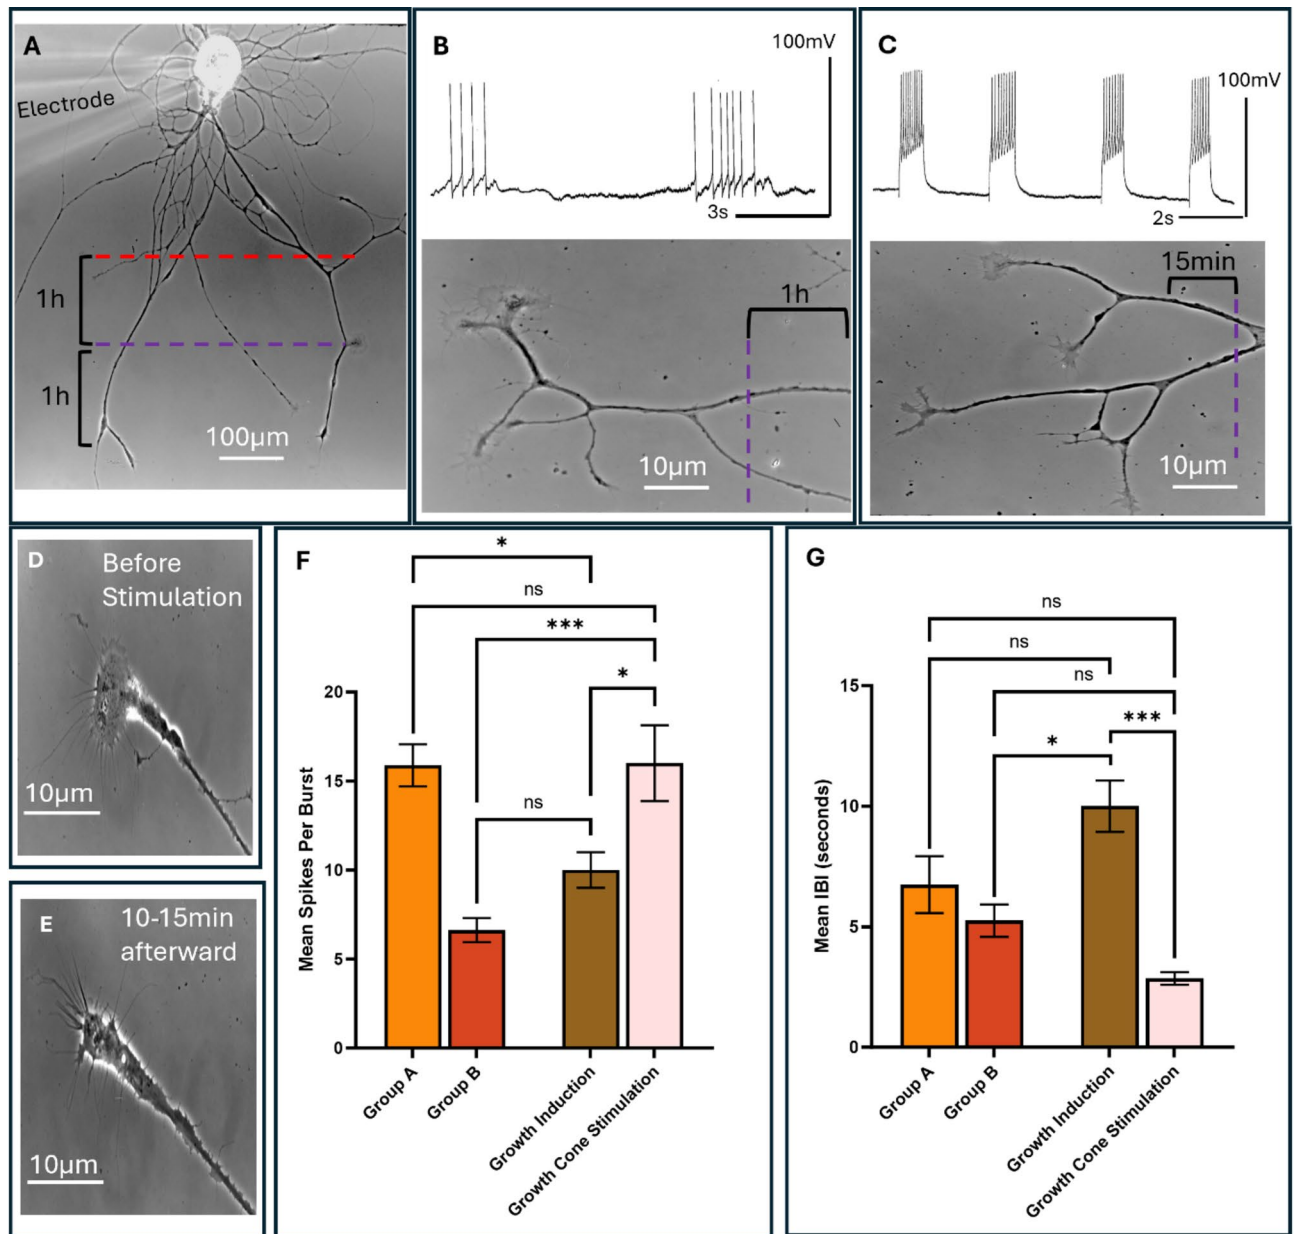 A
Electrode
1h
1h
100µm
B
100mV
3s
1h
10µm
C
100mV
2s
15min
10µm
D
Before
Stimulation
10µm
E
10-15min
afterward
10µm
F
*
ns
***
*
ns
Mean Spikes Per Burst
20
15
10
5
0
Group A
Group B
Growth Induction
Growth Cone Stimulation
G
ns
ns
ns
***
*
Mean IBI (seconds)
15
10
5
0
Group A
Group B
Growth Induction
Growth Cone Stimulation